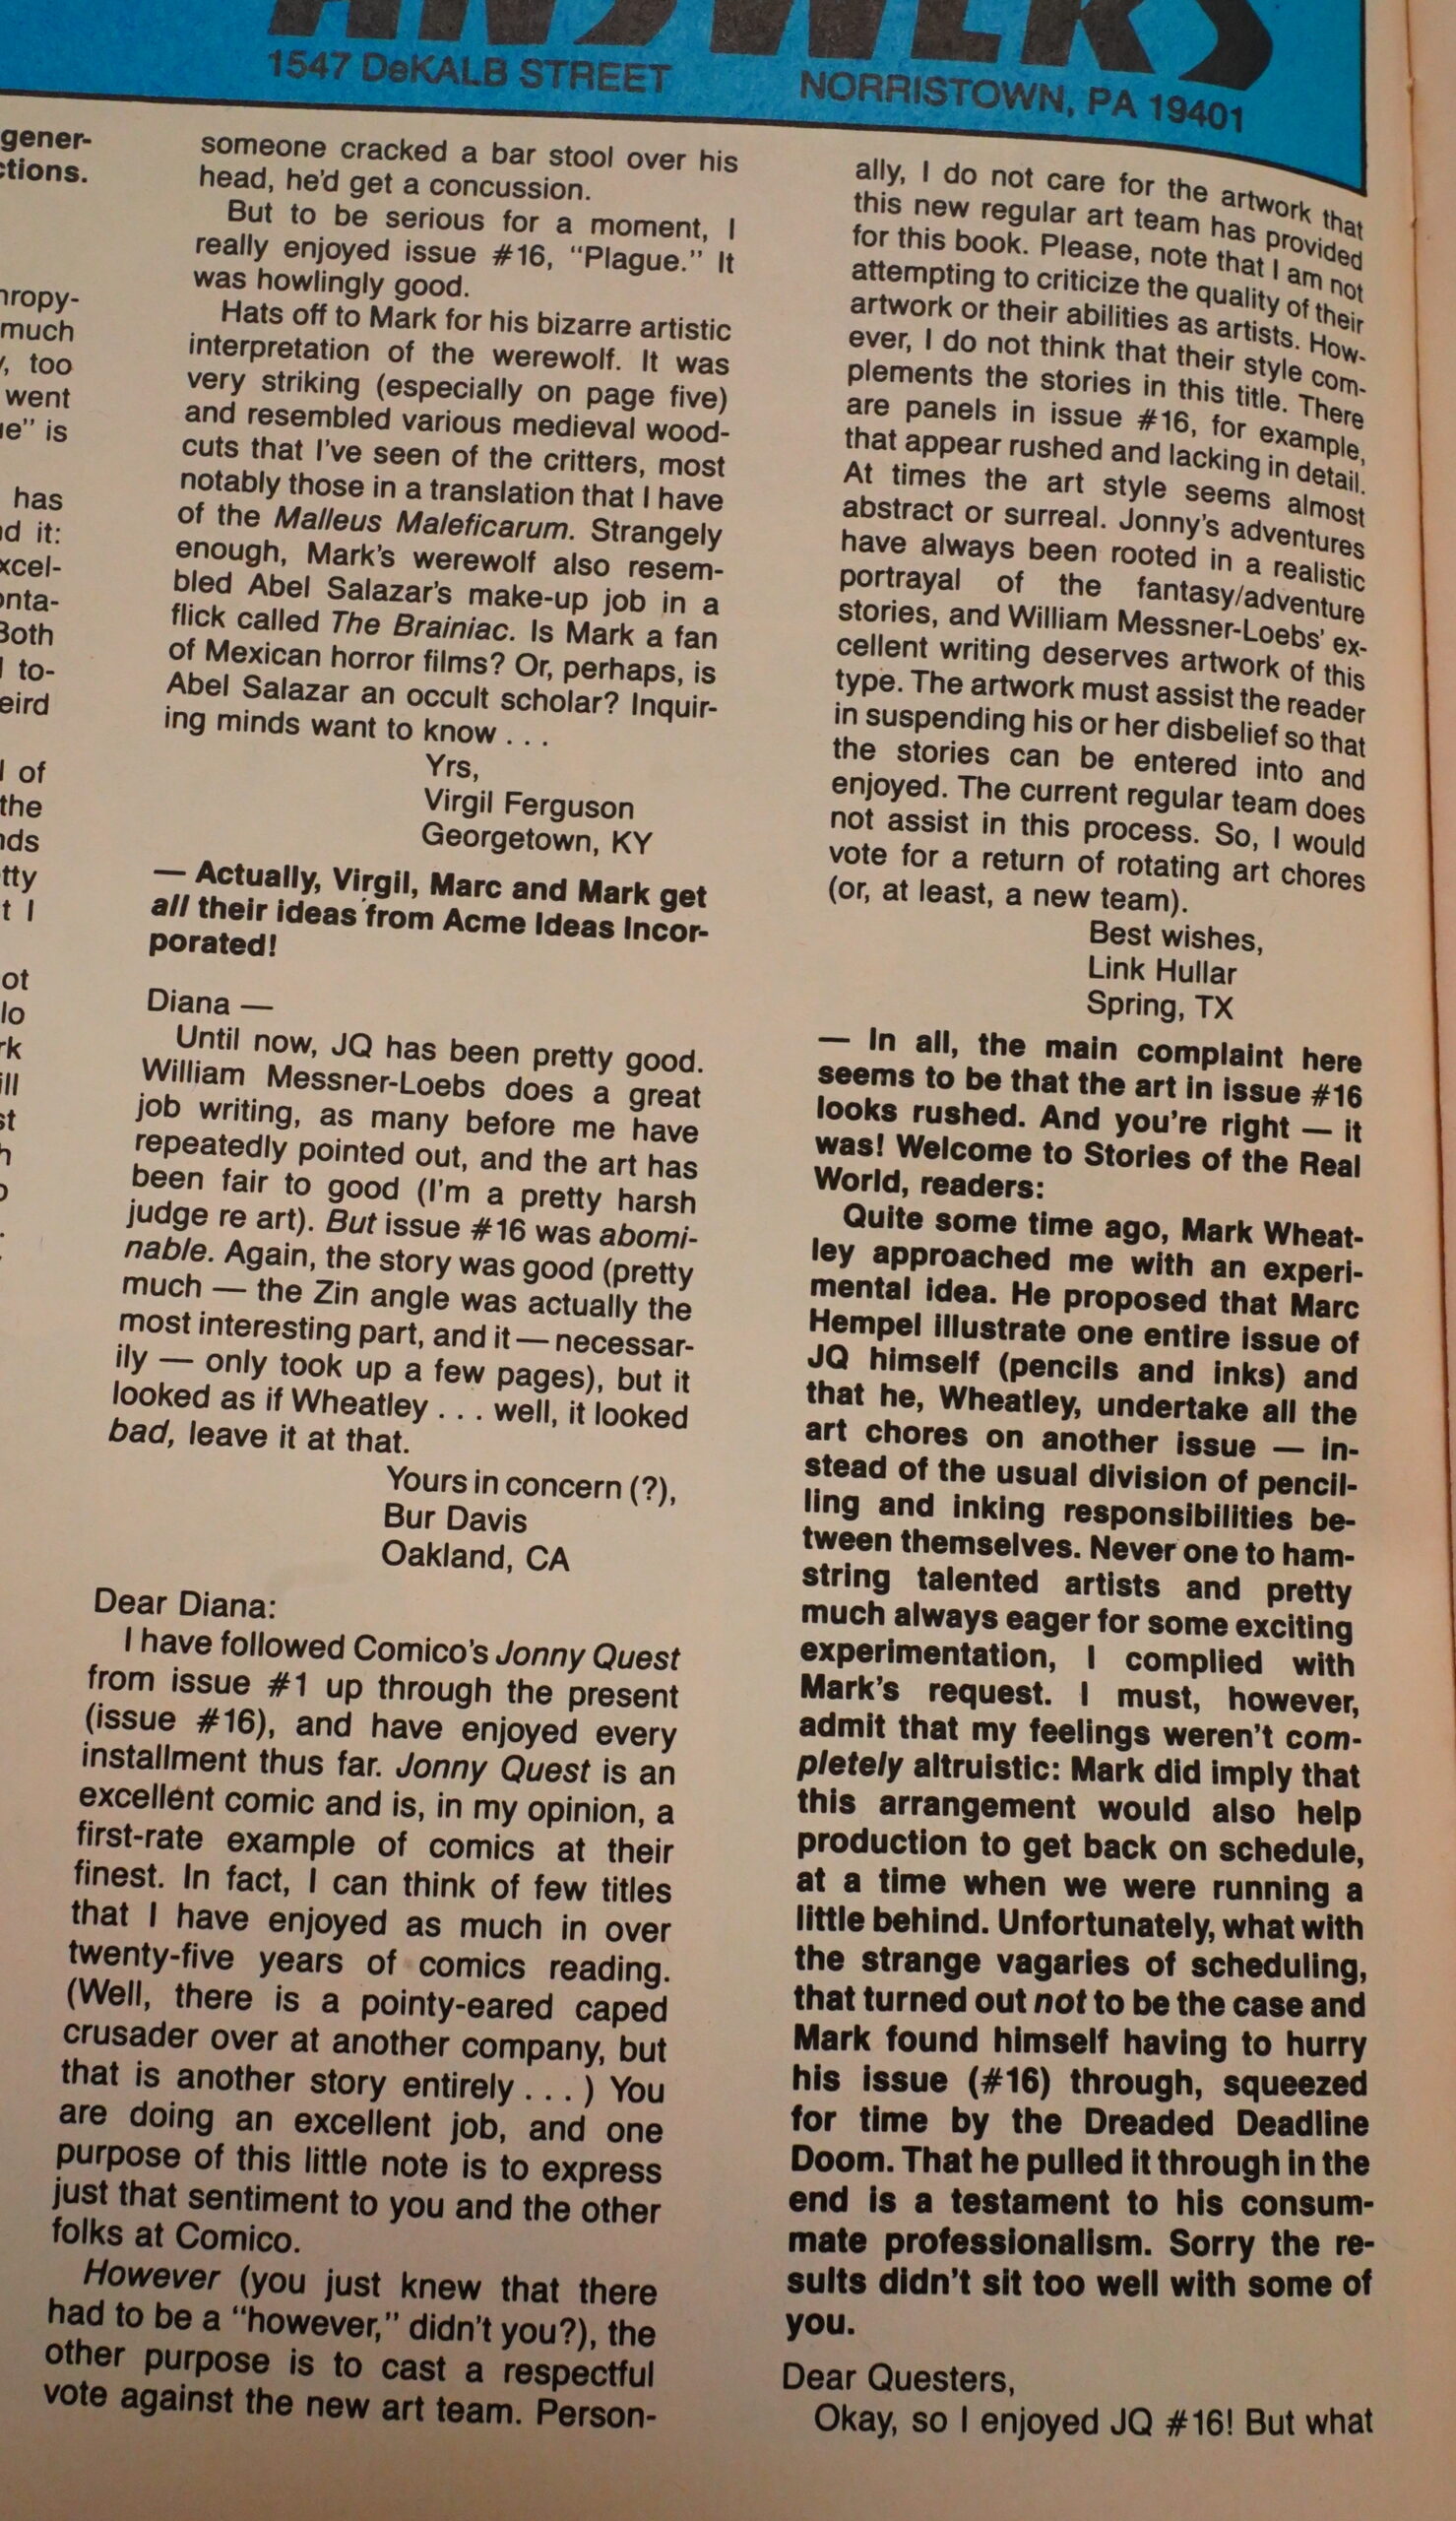 ANSWERS
1547 DeKALB STREET NORRISTOWN, PA 19401
gener-
ctions.
hropy-
much
, too
went
e" is
has
d it:
xcel-
onta-
Both
to-
eird
of
the
nds
tty
t I
ot
lo
rk
ill
st
h
someone cracked a bar stool over his
head, he'd get a concussion.
But to be serious for a moment, I
really enjoyed issue #16, “Plague.” It
was howlingly good.
Hats off to Mark for his bizarre artistic
interpretation of the werewolf. It was
very striking (especially on page five)
and resembled various medieval wood-
cuts that I've seen of the critters, most
notably those in a translation that I have
of the Malleus Maleficarum. Strangely
enough, Mark's werewolf also resem-
bled Abel Salazar's make-up job in a
flick called The Brainiac. Is Mark a fan
of Mexican horror films? Or, perhaps, is
Abel Salazar an occult scholar? Inquir-
ing minds want to know . . .
Yrs,
Virgil Ferguson
Georgetown, KY
— Actually, Virgil, Marc and Mark get
all their ideas from Acme Ideas Incor-
porated!
Diana —
Until now, JQ has been pretty good.
William Messner-Loebs does a great
job writing, as many before me have
repeatedly pointed out, and the art has
been fair to good (I'm a pretty harsh
judge re art). But issue #16 was abomi-
nable. Again, the story was good (pretty
much — the Zin angle was actually the
most interesting part, and it — necessar-
ily — only took up a few pages), but it
looked as if Wheatley . . . well, it looked
bad, leave it at that.
Yours in concern (?),
Bur Davis
Oakland, CA
Dear Diana:
I have followed Comico's Jonny Quest
from issue #1 up through the present
(issue #16), and have enjoyed every
installment thus far. Jonny Quest is an
excellent comic and is, in my opinion, a
first-rate example of comics at their
finest. In fact, I can think of few titles
that I have enjoyed as much in over
twenty-five years of comics reading.
(Well, there is a pointy-eared caped
crusader over at another company, but
that is another story entirely . . . ) You
are doing an excellent job, and one
purpose of this little note is to express
just that sentiment to you and the other
folks at Comico.
However (you just knew that there
had to be a “however,” didn't you?), the
other purpose is to cast a respectful
vote against the new art team. Person-
ally, I do not care for the artwork that
this new regular art team has provided
for this book. Please, note that I am not
attempting to criticize the quality of their
artwork or their abilities as artists. How-
ever, I do not think that their style com-
plements the stories in this title. There
are panels in issue #16, for example,
that appear rushed and lacking in detail.
At times the art style seems almost
abstract or surreal. Jonny's adventures
have always been rooted in a realistic
portrayal of the fantasy/adventure
stories, and William Messner-Loebs' ex-
cellent writing deserves artwork of this
type. The artwork must assist the reader
in suspending his or her disbelief so that
the stories can be entered into and
enjoyed. The current regular team does
not assist in this process. So, I would
vote for a return of rotating art chores
(or, at least, a new team).
Best wishes,
Link Hullar
Spring, TX
— In all, the main complaint here
seems to be that the art in issue #16
looks rushed. And you're right — it
was! Welcome to Stories of the Real
World, readers:
Quite some time ago, Mark Wheat-
ley approached me with an experi-
mental idea. He proposed that Marc
Hempel illustrate one entire issue of
JQ himself (pencils and inks) and
that he, Wheatley, undertake all the
art chores on another issue — in-
stead of the usual division of pencil-
ling and inking responsibilities be-
tween themselves. Never one to ham-
string talented artists and pretty
much always eager for some exciting
experimentation, I complied with
Mark's request. I must, however,
admit that my feelings weren't com-
pletely altruistic: Mark did imply that
this arrangement would also help
production to get back on schedule,
at a time when we were running a
little behind. Unfortunately, what with
the strange vagaries of scheduling,
that turned out not to be the case and
Mark found himself having to hurry
his issue (#16) through, squeezed
for time by the Dreaded Deadline
Doom. That he pulled it through in the
end is a testament to his consum-
mate professionalism. Sorry the re-
sults didn't sit too well with some of
you.
Dear Questers,
Okay, so I enjoyed JQ #16! But what